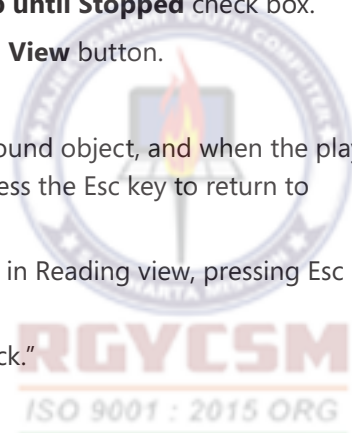 until Stopped check box.
View button.
ound object, and when the play
ess the Esc key to return to
in Reading view, pressing Esc
ck."
RGYCSM
ISO 9001 : 2015 ORG